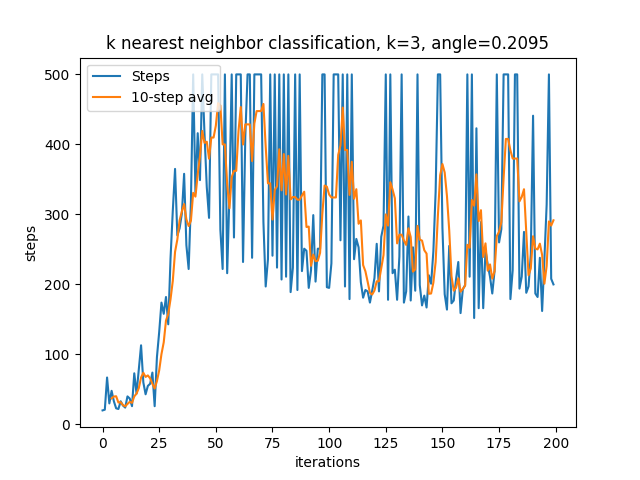 k nearest neighbor classification, k=3, angle=0.2095
Steps
10-step avg
500
400
300
200
100
0
steps
0 25 50 75 100 125 150 175 200
iterations